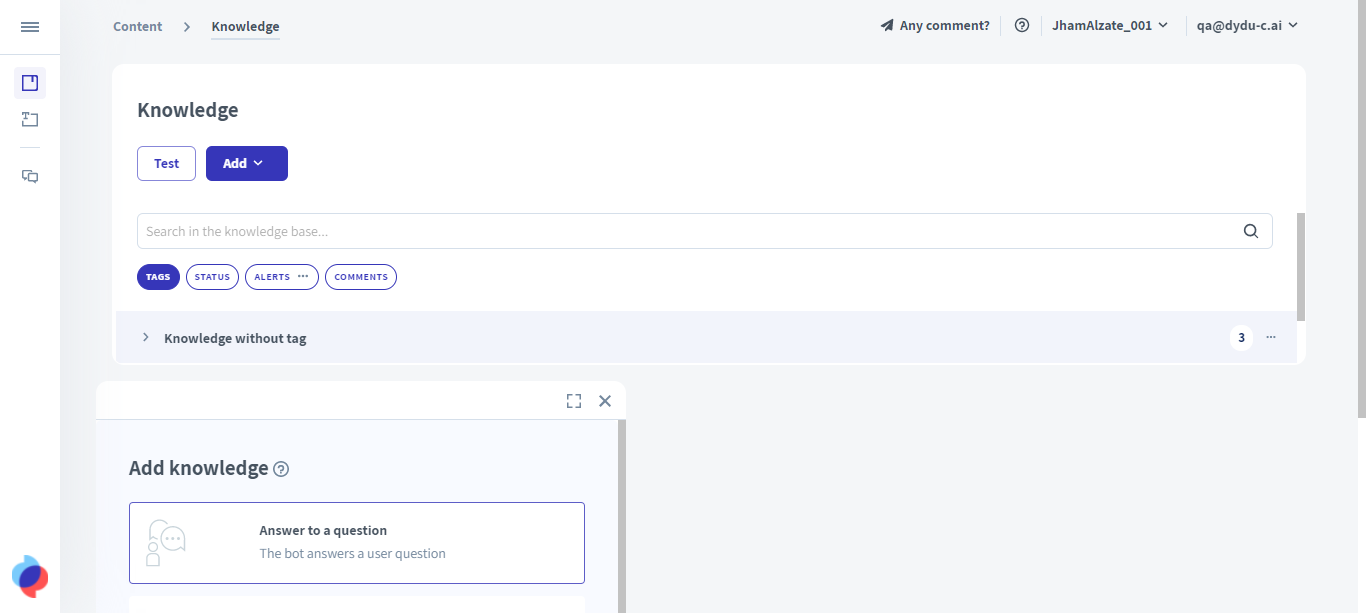 Content
Knowledge
Any comment?
JhamAlzate_001
qa@dydu-c.ai
Knowledge
Test
Add
Search in the knowledge base...
TAGS
STATUS
ALERTS
COMMENTS
Knowledge without tag
3
Add knowledge
Answer to a question
The bot answers a user question